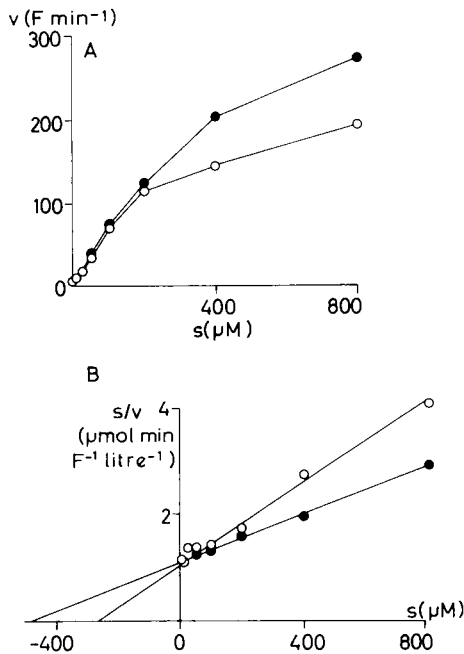 v (F min⁻¹)
300
A
200
100
0
400
800
s(μM)
B
s/v 4
(μmol min
F⁻¹ litre⁻¹)
2
s(μM)
-400
0
400
800